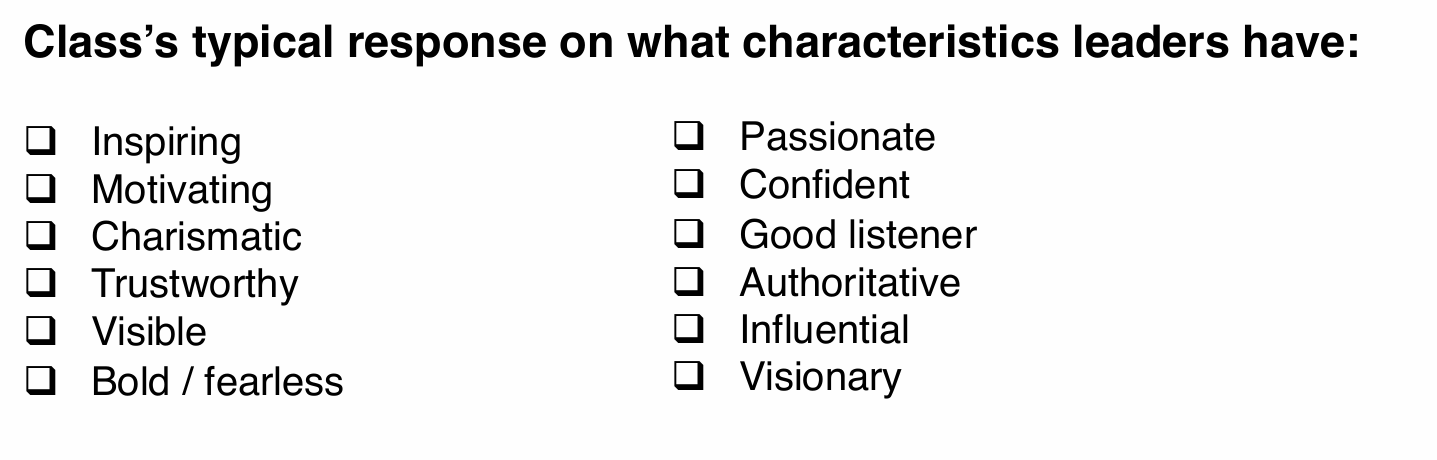 Class’s typical response on what characteristics leaders have:
❑ Inspiring
❑ Motivating
❑ Charismatic
❑ Trustworthy
❑ Visible
❑ Bold / fearless
❑ Passionate
❑ Confident
❑ Good listener
❑ Authoritative
❑ Influential
❑ Visionary